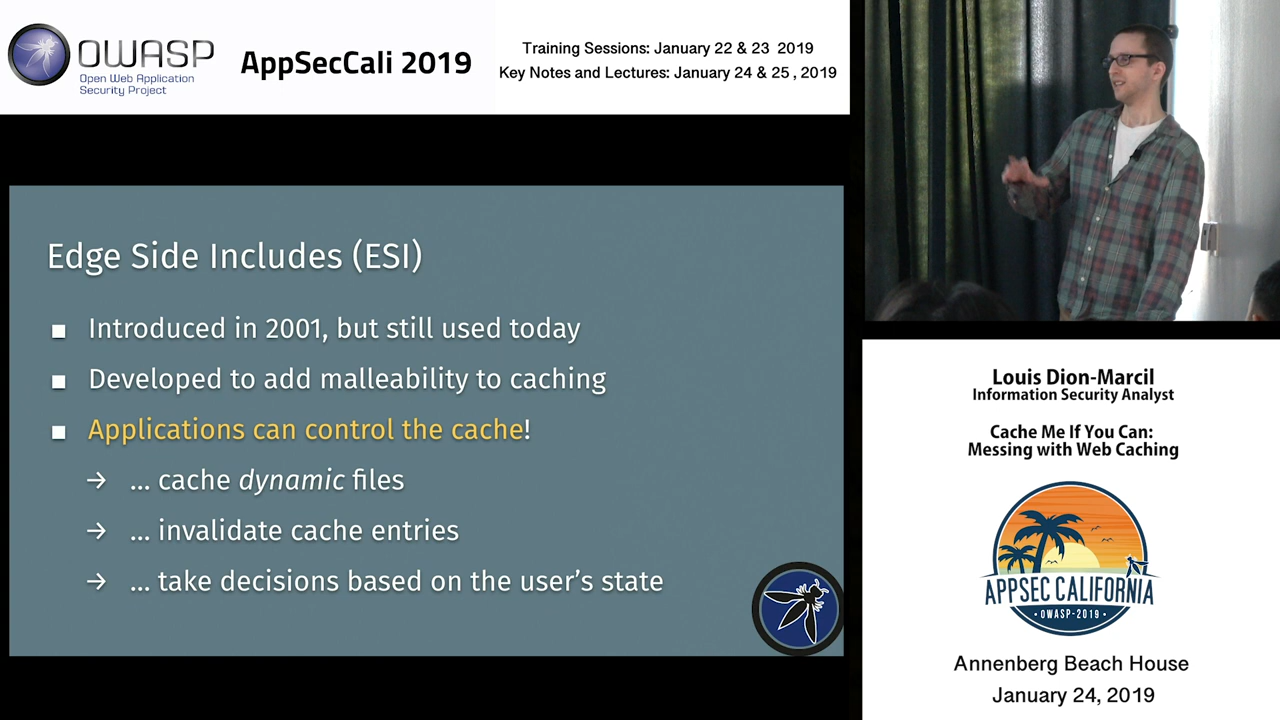 OWASP
Open Web Application
Security Project
AppSecCali 2019
Training Sessions: January 22 & 23 2019
Key Notes and Lectures: January 24 & 25 , 2019
Edge Side Includes (ESI)
■ Introduced in 2001, but still used today
■ Developed to add malleability to caching
■ Applications can control the cache!
→ ... cache dynamic files
→ ... invalidate cache entries
→ ... take decisions based on the user's state
Louis Dion-Marcil
Information Security Analyst
Cache Me If You Can:
Messing with Web Caching
APPSEC CALIFORNIA
• OWASP-2019 •
Annenberg Beach House
January 24, 2019